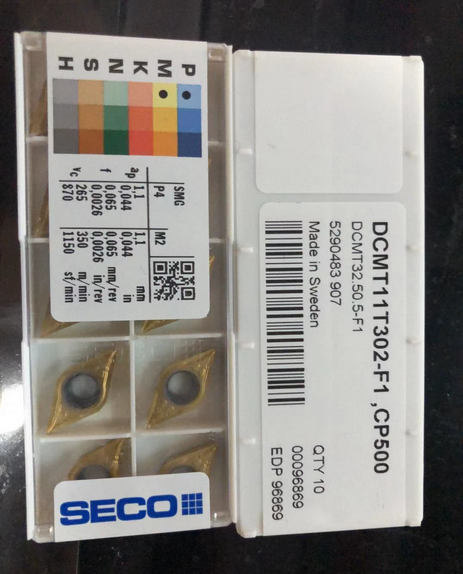 P
M
K
N
S
H
SMG
P4 M2
ap 1,1 1,1 mm
0,044 0,044 in
f 0,065 0,065 mm/rev
0,0026 0,0026 in/rev
vc 265 350 m/min
870 1150 sf/min
SECO
DCMT11T302-F1 ,CP500
DCMT32.50.5-F1
5290483 907
Made in Sweden
QTY 10
00096869
EDP 96869